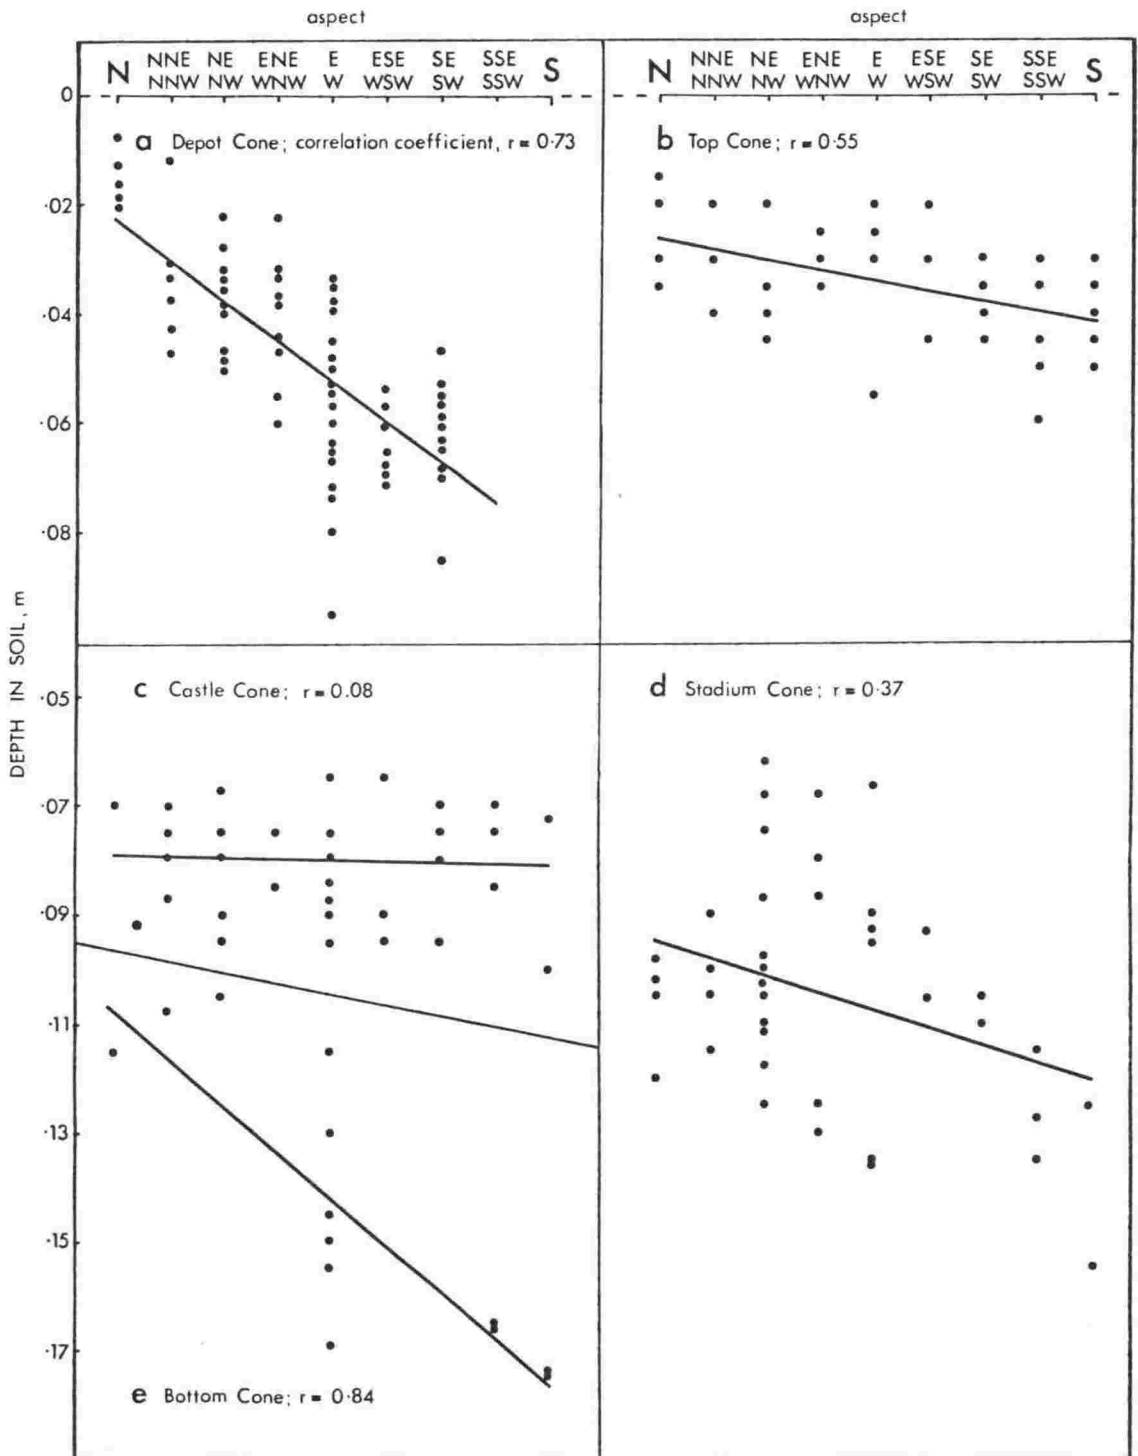 aspect
aspect
N NNE NE ENE E ESE SE SSE S
NNW NW WNW W WSW SW SSW
N NNE NE ENE E ESE SE SSE S
NNW NW WNW W WSW SW SSW
0
a Depot Cone; correlation coefficient, r = 0·73
b Top Cone; r = 0·55
·02
·04
·06
·08
DEPTH IN SOIL, m
c Castle Cone; r = 0.08
d Stadium Cone; r = 0·37
·05
·07
·09
·11
·13
·15
·17
e Bottom Cone; r = 0·84